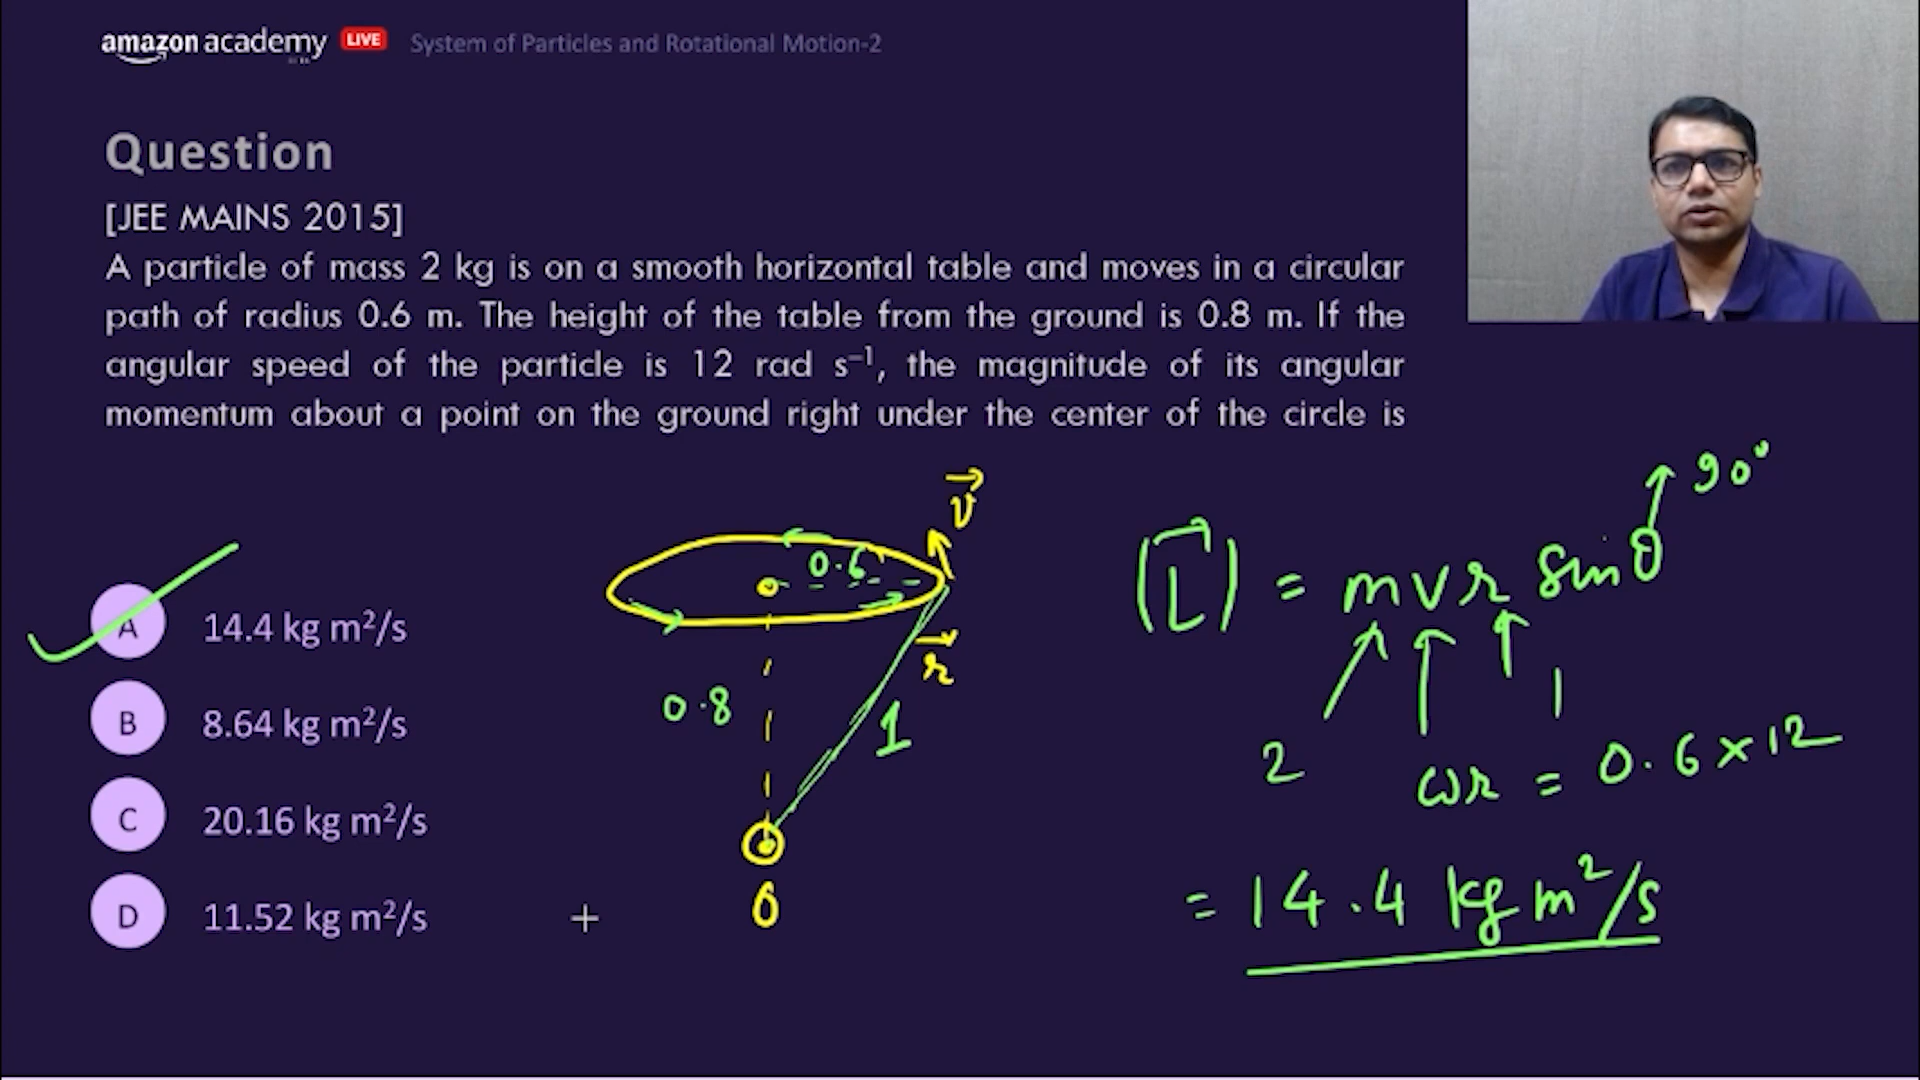 amazon academy LIVE System of Particles and Rotational Motion-2
Question
[JEE MAINS 2015]
A particle of mass 2 kg is on a smooth horizontal table and moves in a circular
path of radius 0.6 m. The height of the table from the ground is 0.8 m. If the
angular speed of the particle is 12 rad s⁻¹, the magnitude of its angular
momentum about a point on the ground right under the center of the circle is
A 14.4 kg m²/s
B 8.64 kg m²/s
C 20.16 kg m²/s
D 11.52 kg m²/s
v⃗
0.6
r⃗
0.8
1
O
|L⃗| = mvr sinθ
90°
2
1
ωr = 0.6×12
= 14.4 kg m²/s